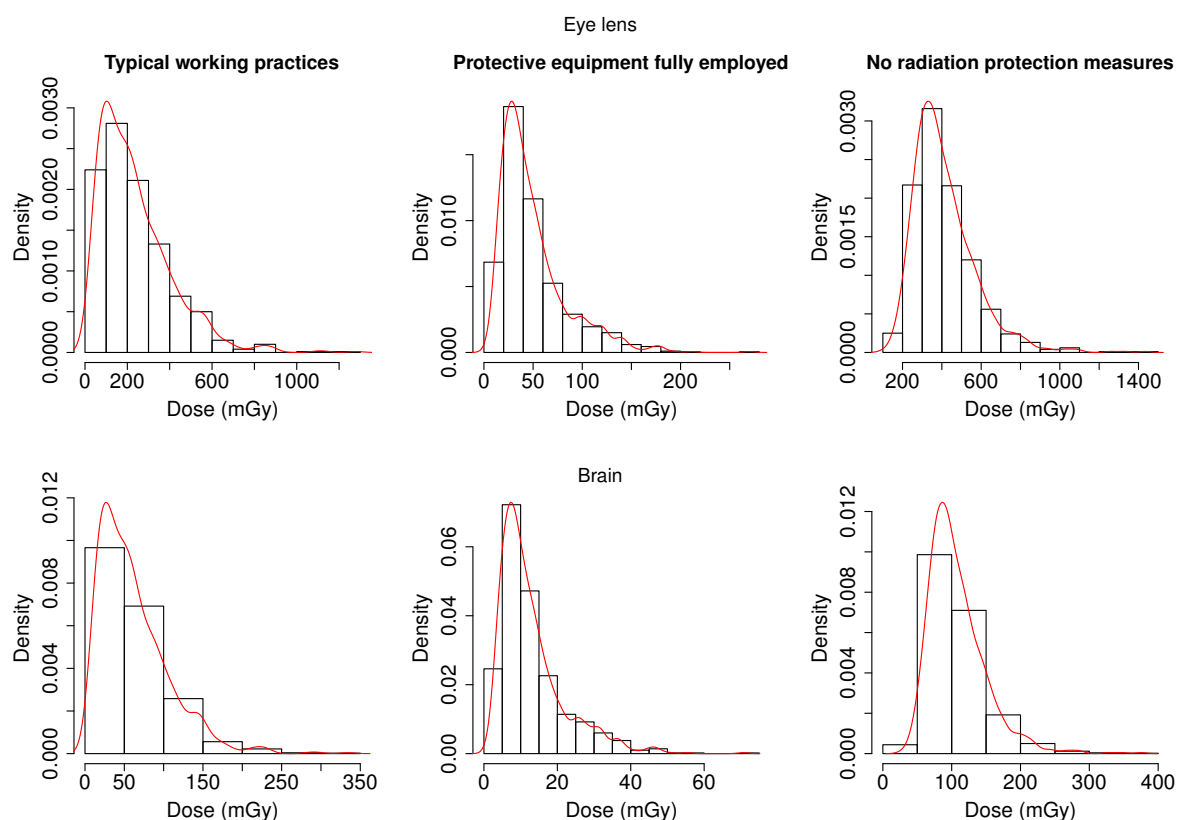 Eye lens
Typical working practices
Protective equipment fully employed
No radiation protection measures
Density
0.0000 0.0010 0.0020 0.0030
0 200 600 1000
Dose (mGy)
Density
0.000 0.010
0 50 100 200
Dose (mGy)
Density
0.0000 0.0015 0.0030
200 600 1000 1400
Dose (mGy)
Brain
Density
0.000 0.004 0.008 0.012
0 50 150 250 350
Dose (mGy)
Density
0.00 0.02 0.04 0.06
0 20 40 60
Dose (mGy)
Density
0.000 0.004 0.008 0.012
0 100 200 300 400
Dose (mGy)